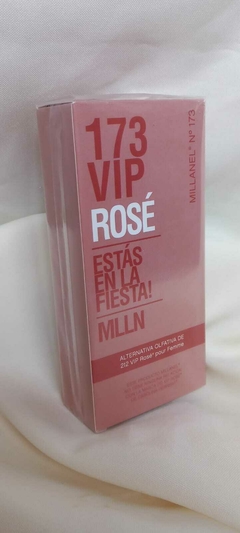 173
VIP
ROSÉ
ESTÁS
EN LA
FIESTA!
MLLN
ALTERNATIVA OLFATIVA DE
212 VIP Rosé* pour Femme
MILLANEL® Nº 173